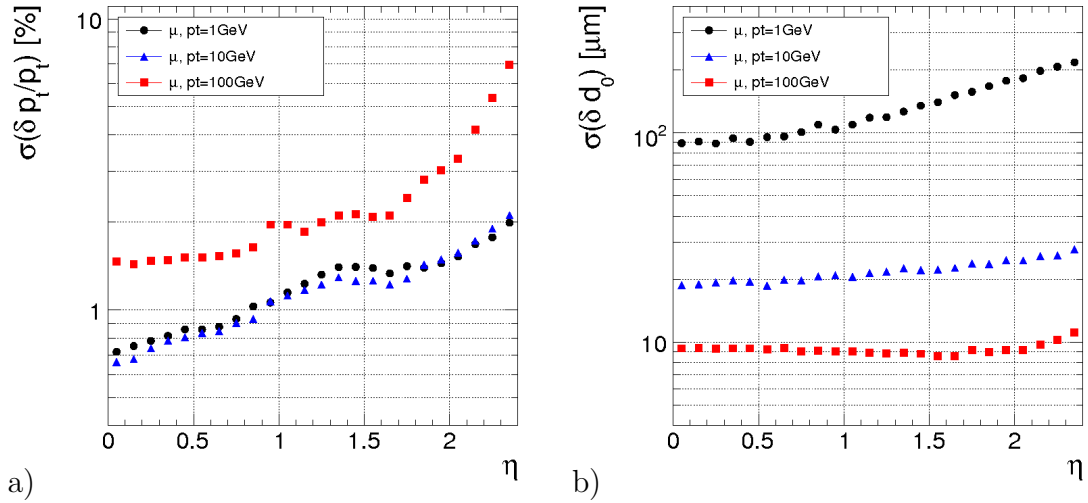 σ(δ p_t/p_t) [%]
10
1
μ, pt=1GeV
μ, pt=10GeV
μ, pt=100GeV
0 0.5 1 1.5 2
η
a)
σ(δ d_0) [μm]
10^2
10
μ, pt=1GeV
μ, pt=10GeV
μ, pt=100GeV
0 0.5 1 1.5 2
η
b)